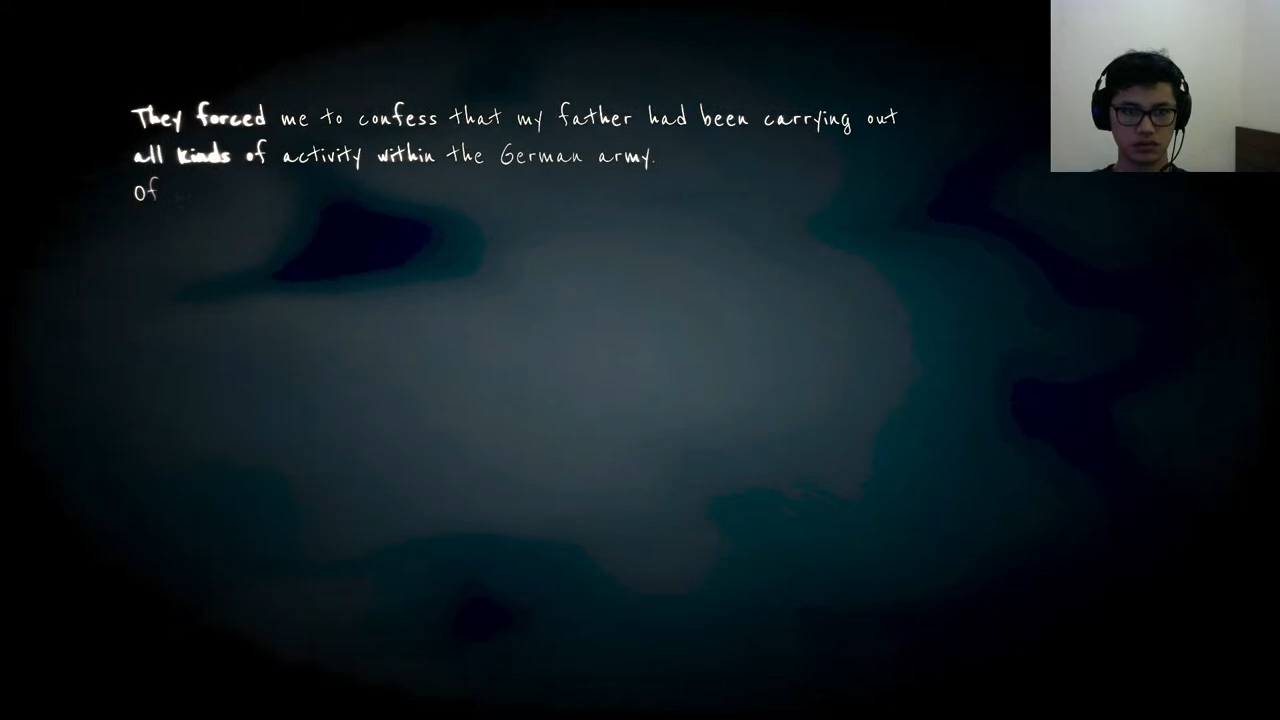 They forced me to confess that my father had been carrying out
all kinds of activity within the German army.
Of